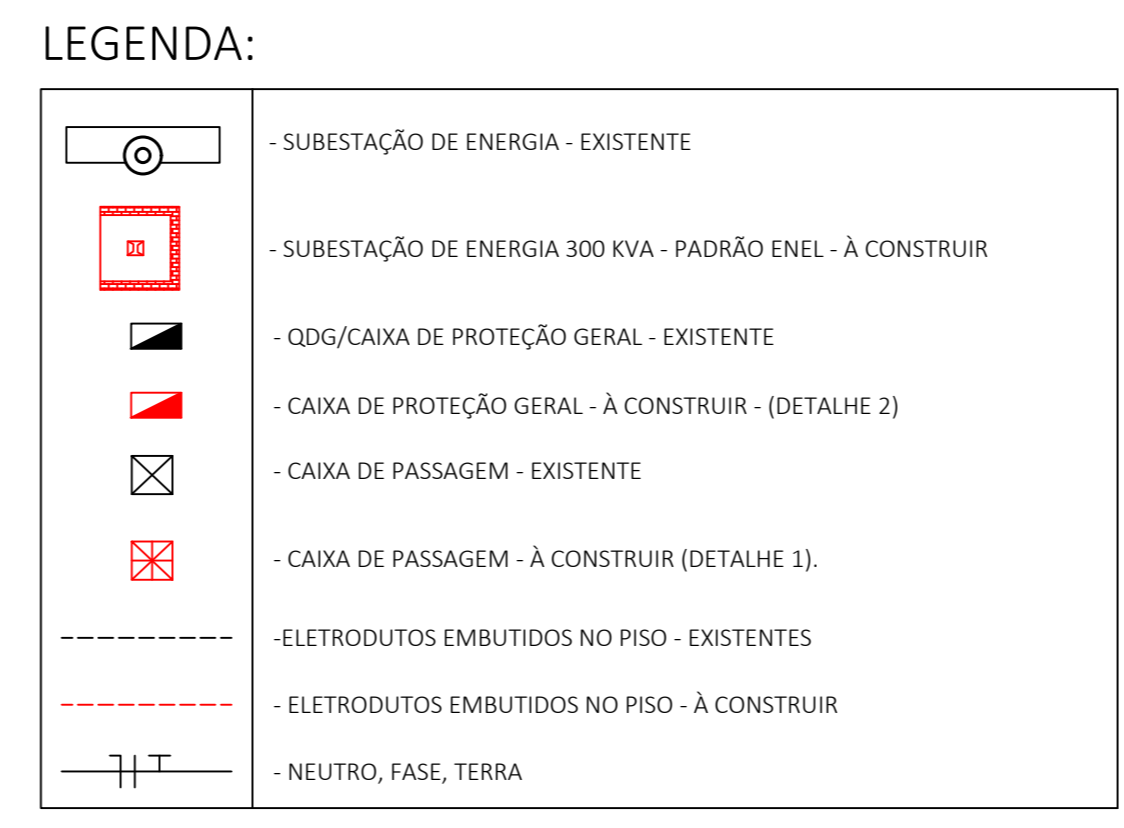 LEGENDA:
- SUBESTAÇÃO DE ENERGIA - EXISTENTE
- SUBESTAÇÃO DE ENERGIA 300 KVA - PADRÃO ENEL - À CONSTRUIR
- QDG/CAIXA DE PROTEÇÃO GERAL - EXISTENTE
- CAIXA DE PROTEÇÃO GERAL - À CONSTRUIR - (DETALHE 2)
- CAIXA DE PASSAGEM - EXISTENTE
- CAIXA DE PASSAGEM - À CONSTRUIR (DETALHE 1).
-ELETRODUTOS EMBUTIDOS NO PISO - EXISTENTES
- ELETRODUTOS EMBUTIDOS NO PISO - À CONSTRUIR
- NEUTRO, FASE, TERRA